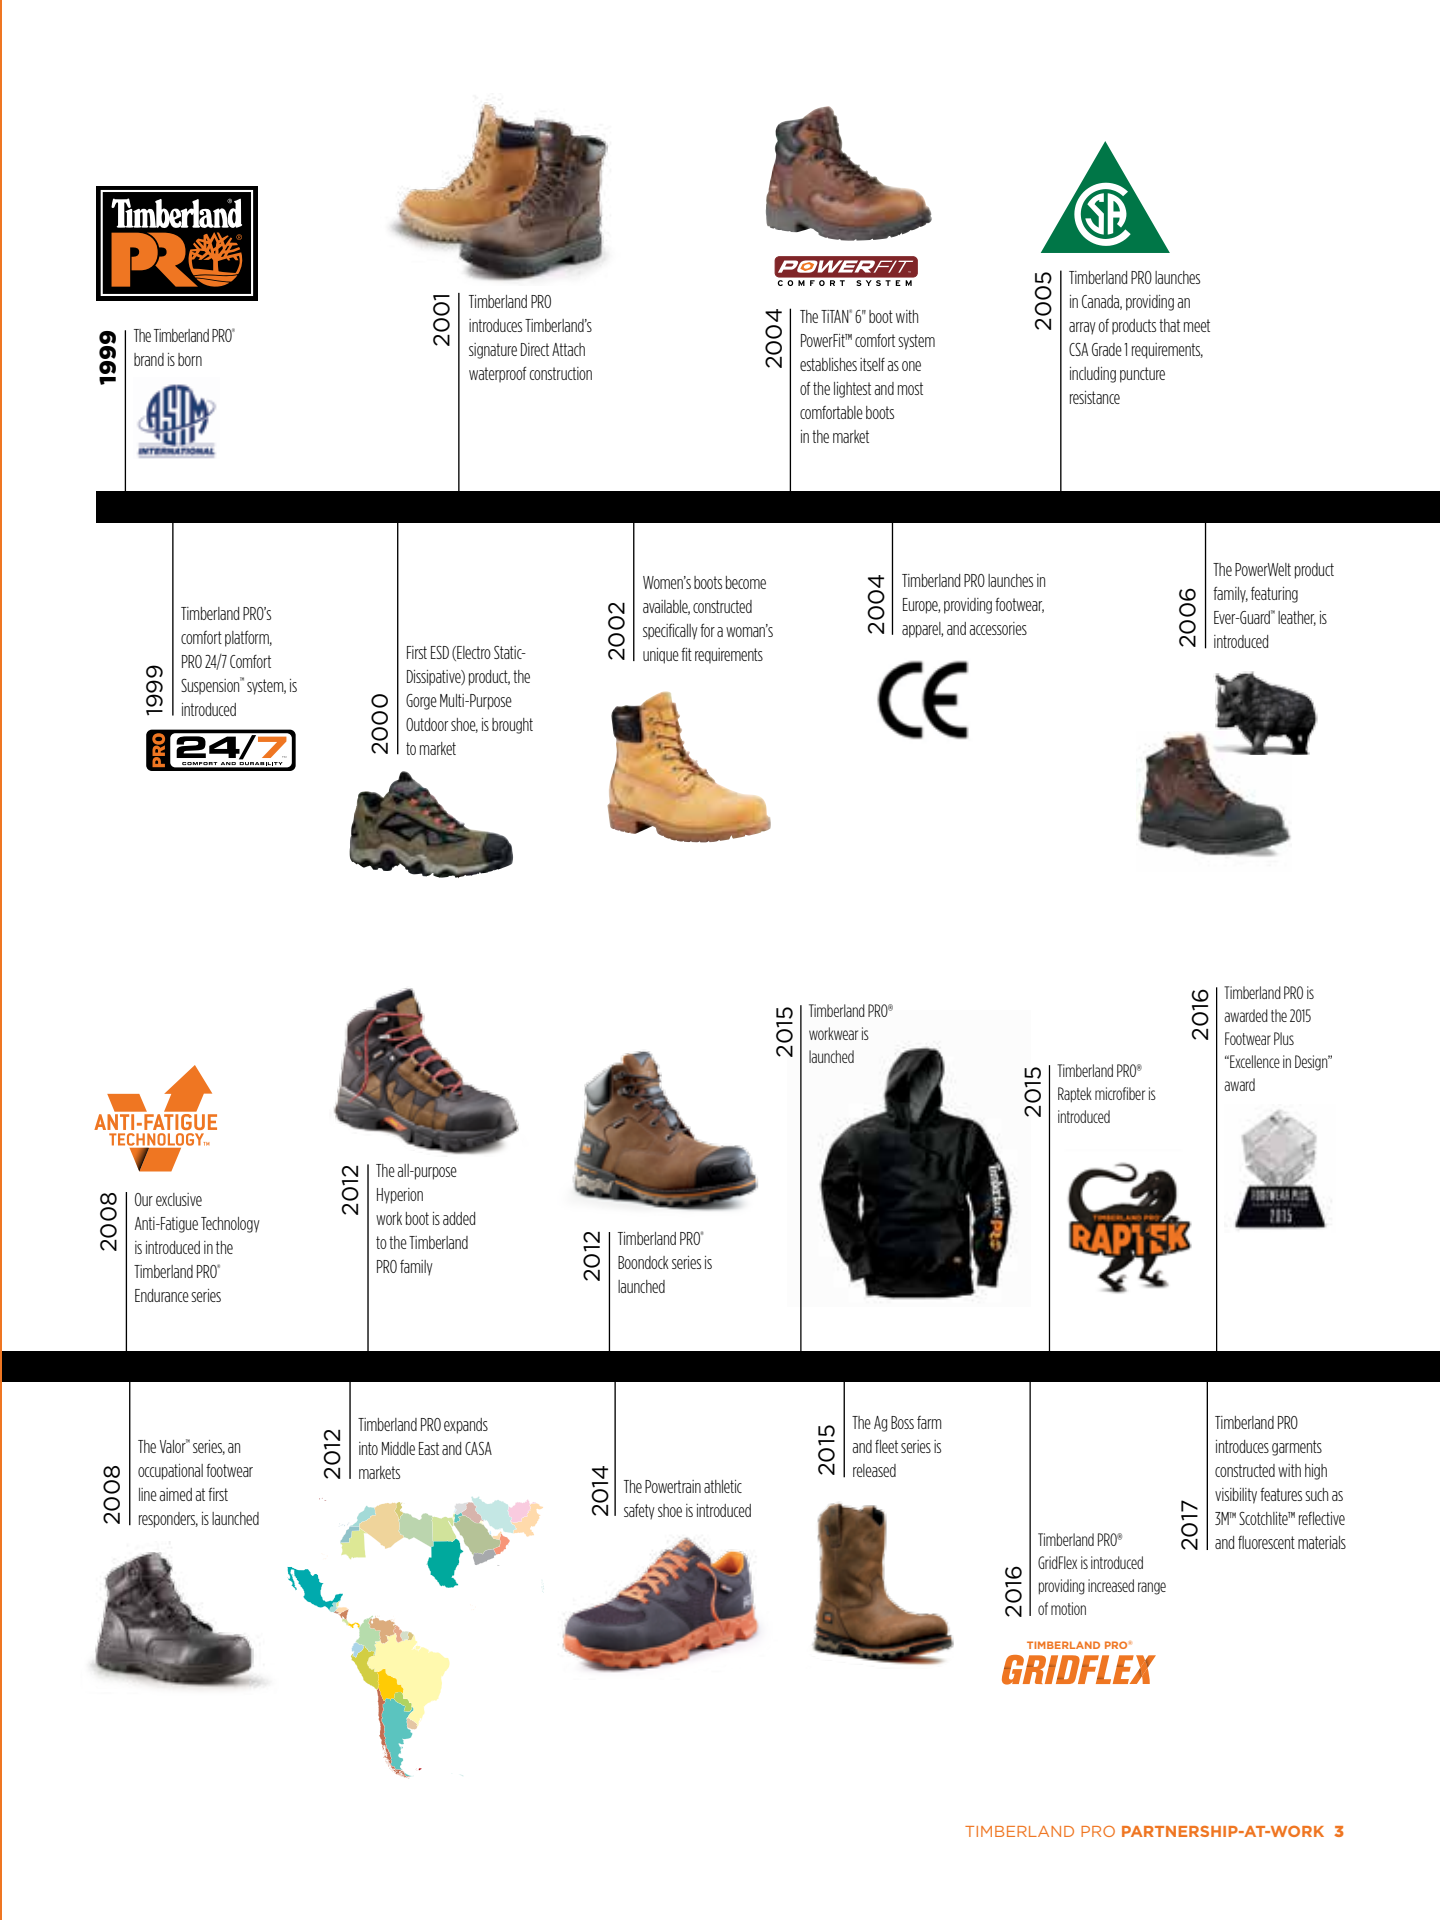 Timberland®
PRO®
1999
The Timberland PRO®
brand is born
ASTM
INTERNATIONAL
2001
Timberland PRO
introduces Timberland's
signature Direct Attach
waterproof construction
POWERFIT™
COMFORT SYSTEM
2004
The TiTAN® 6" boot with
PowerFit™ comfort system
establishes itself as one
of the lightest and most
comfortable boots
in the market
CSA
2005
Timberland PRO launches
in Canada, providing an
array of products that meet
CSA Grade 1 requirements,
including puncture
resistance
1999
Timberland PRO's
comfort platform,
PRO 24/7 Comfort
Suspension™ system, is
introduced
PRO 24/7
COMFORT AND DURABILITY
2000
First ESD (Electro Static-
Dissipative) product, the
Gorge Multi-Purpose
Outdoor shoe, is brought
to market
2002
Women's boots become
available, constructed
specifically for a woman's
unique fit requirements
2004
Timberland PRO launches in
Europe, providing footwear,
apparel, and accessories
CE
2006
The PowerWelt product
family, featuring
Ever-Guard™ leather, is
introduced
ANTI-FATIGUE
TECHNOLOGY™
2008
Our exclusive
Anti-Fatigue Technology
is introduced in the
Timberland PRO®
Endurance series
2012
The all-purpose
Hyperion
work boot is added
to the Timberland
PRO family
2012
Timberland PRO®
Boondock series is
launched
2015
Timberland PRO®
workwear is
launched
Timberland PRO
2015
Timberland PRO®
Raptek microfiber is
introduced
TIMBERLAND PRO®
RAPTEK
2016
Timberland PRO is
awarded the 2015
Footwear Plus
“Excellence in Design”
award
FOOTWEAR PLUS
2015
2008
The Valor™ series, an
occupational footwear
line aimed at first
responders, is launched
2012
Timberland PRO expands
into Middle East and CASA
markets
2014
The Powertrain athletic
safety shoe is introduced
2015
The Ag Boss farm
and fleet series is
released
2016
Timberland PRO®
GridFlex is introduced
providing increased range
of motion
TIMBERLAND PRO®
GRIDFLEX
2017
Timberland PRO
introduces garments
constructed with high
visibility features such as
3M™ Scotchlite™ reflective
and fluorescent materials
TIMBERLAND PRO PARTNERSHIP-AT-WORK 3